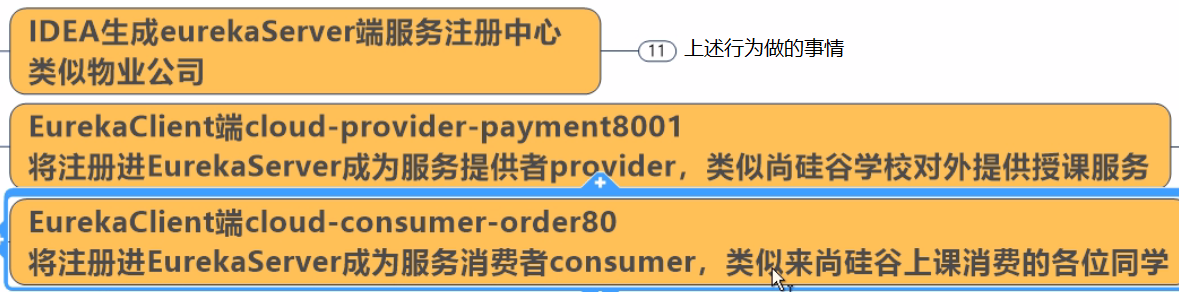 IDEA生成eurekaServer端服务注册中心
类似物业公司
11 上述行为做的事情
EurekaClient端cloud-provider-payment8001
将注册进EurekaServer成为服务提供者provider，类似尚硅谷学校对外提供授课服务
EurekaClient端cloud-consumer-order80
将注册进EurekaServer成为服务消费者consumer，类似来尚硅谷上课消费的各位同学